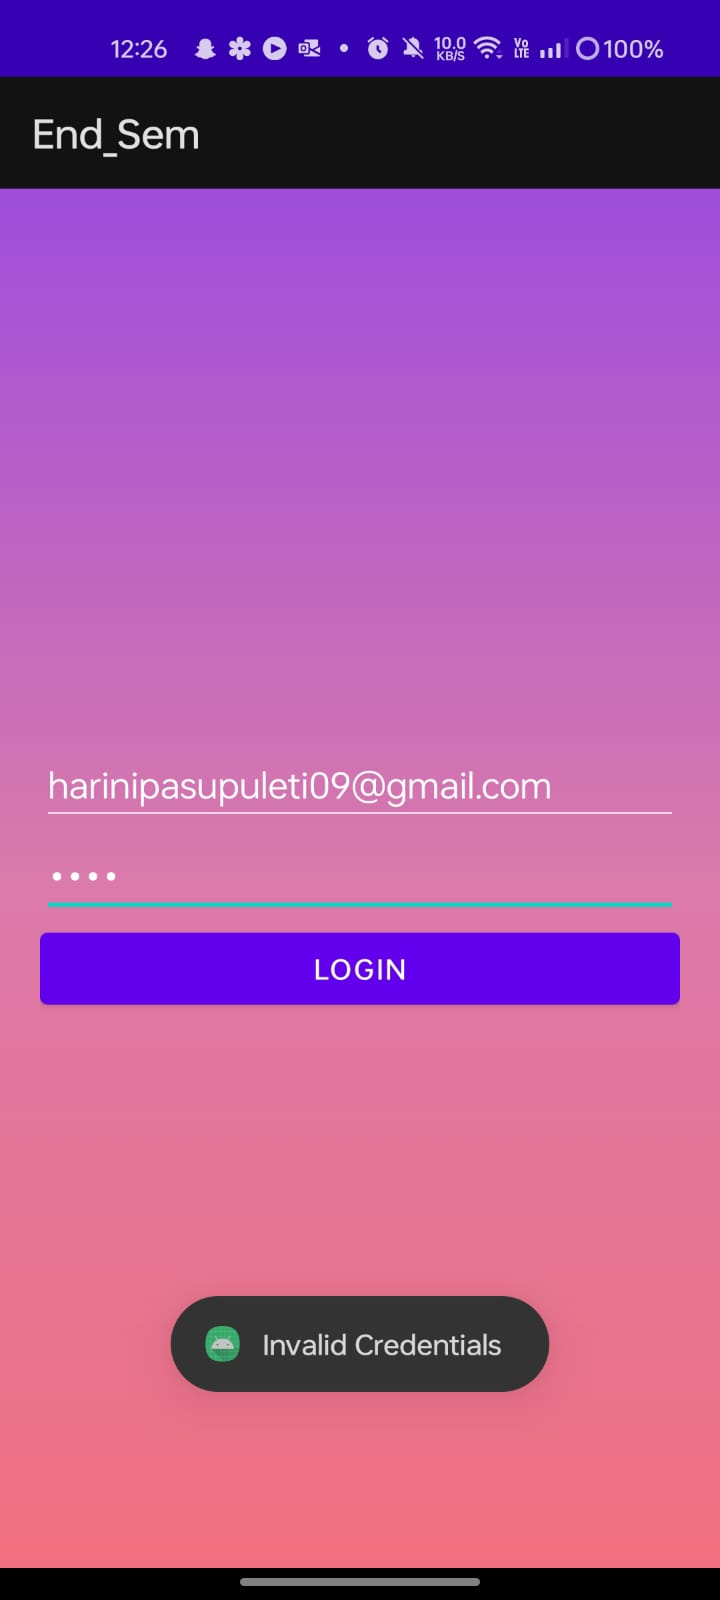 12:26 10.0 KB/S Vo LTE 100%
End_Sem
harinipasupuleti09@gmail.com
••••
LOGIN
Invalid Credentials